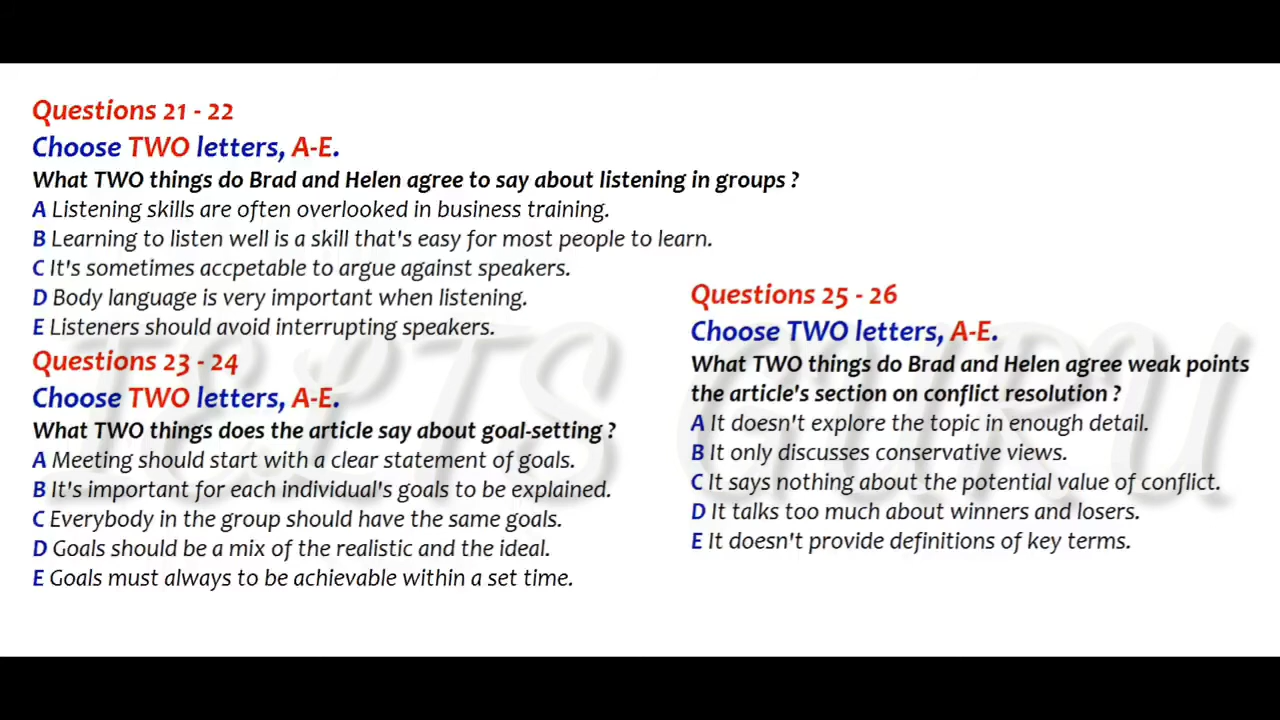 Questions 21 - 22
Choose TWO letters, A-E.
What TWO things do Brad and Helen agree to say about listening in groups ?
A Listening skills are often overlooked in business training.
B Learning to listen well is a skill that's easy for most people to learn.
C It's sometimes accpetable to argue against speakers.
D Body language is very important when listening.
E Listeners should avoid interrupting speakers.
Questions 23 - 24
Choose TWO letters, A-E.
What TWO things does the article say about goal-setting ?
A Meeting should start with a clear statement of goals.
B It's important for each individual's goals to be explained.
C Everybody in the group should have the same goals.
D Goals should be a mix of the realistic and the ideal.
E Goals must always to be achievable within a set time.
Questions 25 - 26
Choose TWO letters, A-E.
What TWO things do Brad and Helen agree weak points
the article's section on conflict resolution ?
A It doesn't explore the topic in enough detail.
B It only discusses conservative views.
C It says nothing about the potential value of conflict.
D It talks too much about winners and losers.
E It doesn't provide definitions of key terms.